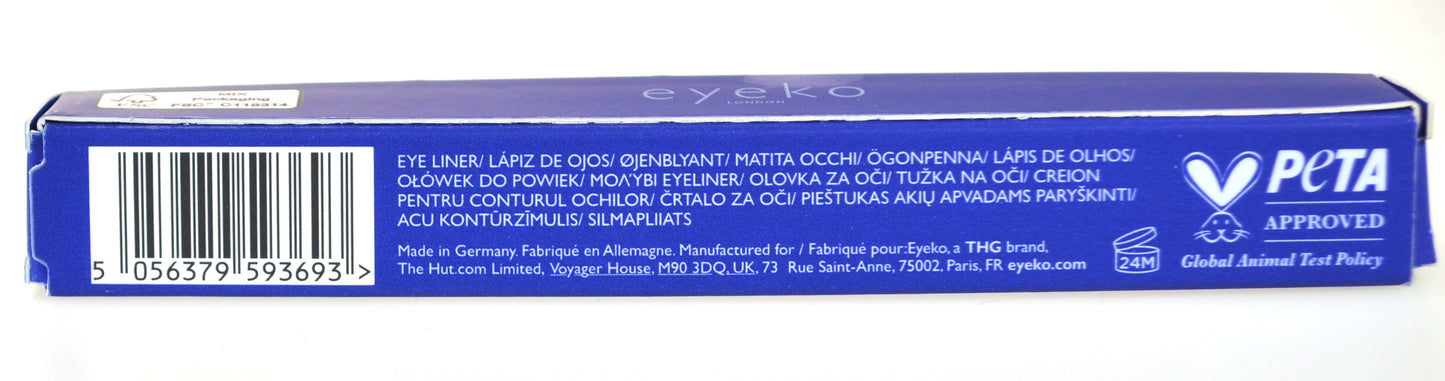 FSC
MIX
Packaging
FSC™ C118314
eyeko
LONDON
EYE LINER/ LÁPIZ DE OJOS/ ØJENBLYANT/ MATITA OCCHI/ ÖGONPENNA/ LÁPIS DE OLHOS/
OŁÓWEK DO POWIEK/ ΜΟΛΥΒΙ EYELINER/ OLOVKA ZA OČI/ TUŽKA NA OČI/ CREION
PENTRU CONTURUL OCHILOR/ ČRTALO ZA OČI/ PIEŠTUKAS AKIŲ APVADAMS PARYŠKINTI/
ACU KONTŪRZĪMULIS/ SILMAPLIIATS
Made in Germany. Fabriqué en Allemagne. Manufactured for / Fabriqué pour:Eyeko, a THG brand,
The Hut.com Limited, Voyager House, M90 3DQ, UK, 73 Rue Saint-Anne, 75002, Paris, FR eyeko.com
5 056379 593693 >
24M
PETA
APPROVED
Global Animal Test Policy